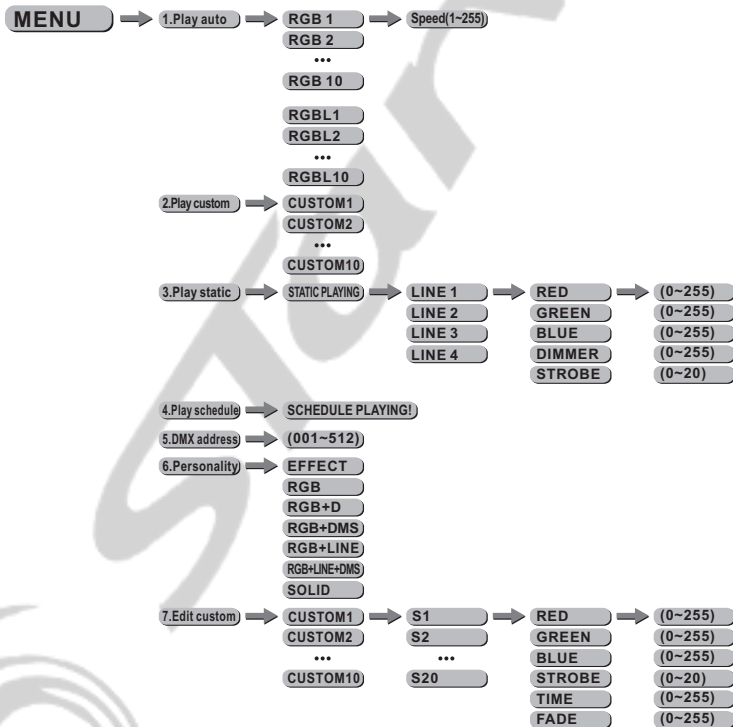 MENU 1.Play auto RGB 1 Speed(1~255)
RGB 2
•••
RGB 10
RGBL1
RGBL2
•••
RGBL10
2.Play custom CUSTOM1
CUSTOM2
•••
CUSTOM10
3.Play static STATIC PLAYING LINE 1 RED (0~255)
LINE 2 GREEN (0~255)
LINE 3 BLUE (0~255)
LINE 4 DIMMER (0~255)
STROBE (0~20)
4.Play schedule SCHEDULE PLAYING!
5.DMX address (001~512)
6.Personality EFFECT
RGB
RGB+D
RGB+DMS
RGB+LINE
RGB+LINE+DMS
SOLID
7.Edit custom CUSTOM1 S1 RED (0~255)
CUSTOM2 S2 GREEN (0~255)
••• ••• BLUE (0~255)
CUSTOM10 S20 STROBE (0~20)
TIME (0~255)
FADE (0~255)